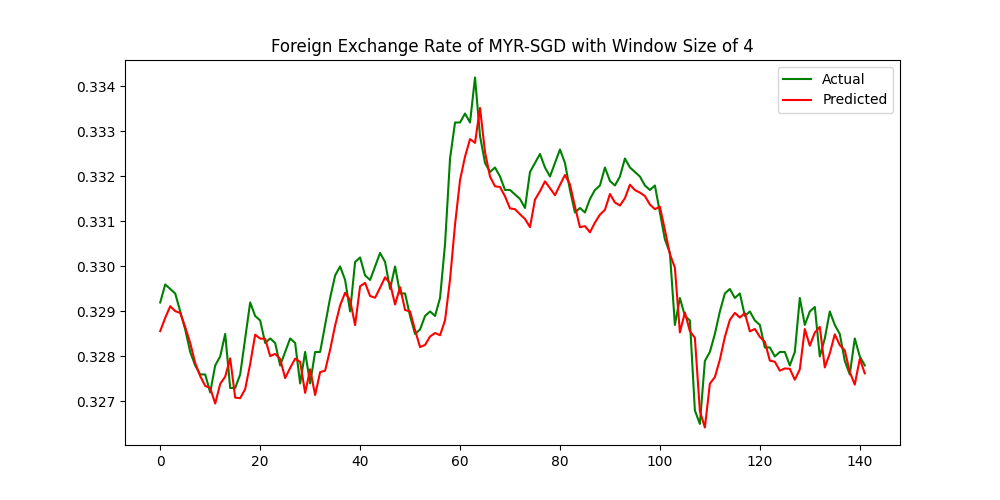 Foreign Exchange Rate of MYR-SGD with Window Size of 4
Actual
Predicted
0.334
0.333
0.332
0.331
0.330
0.329
0.328
0.327
0 20 40 60 80 100 120 140